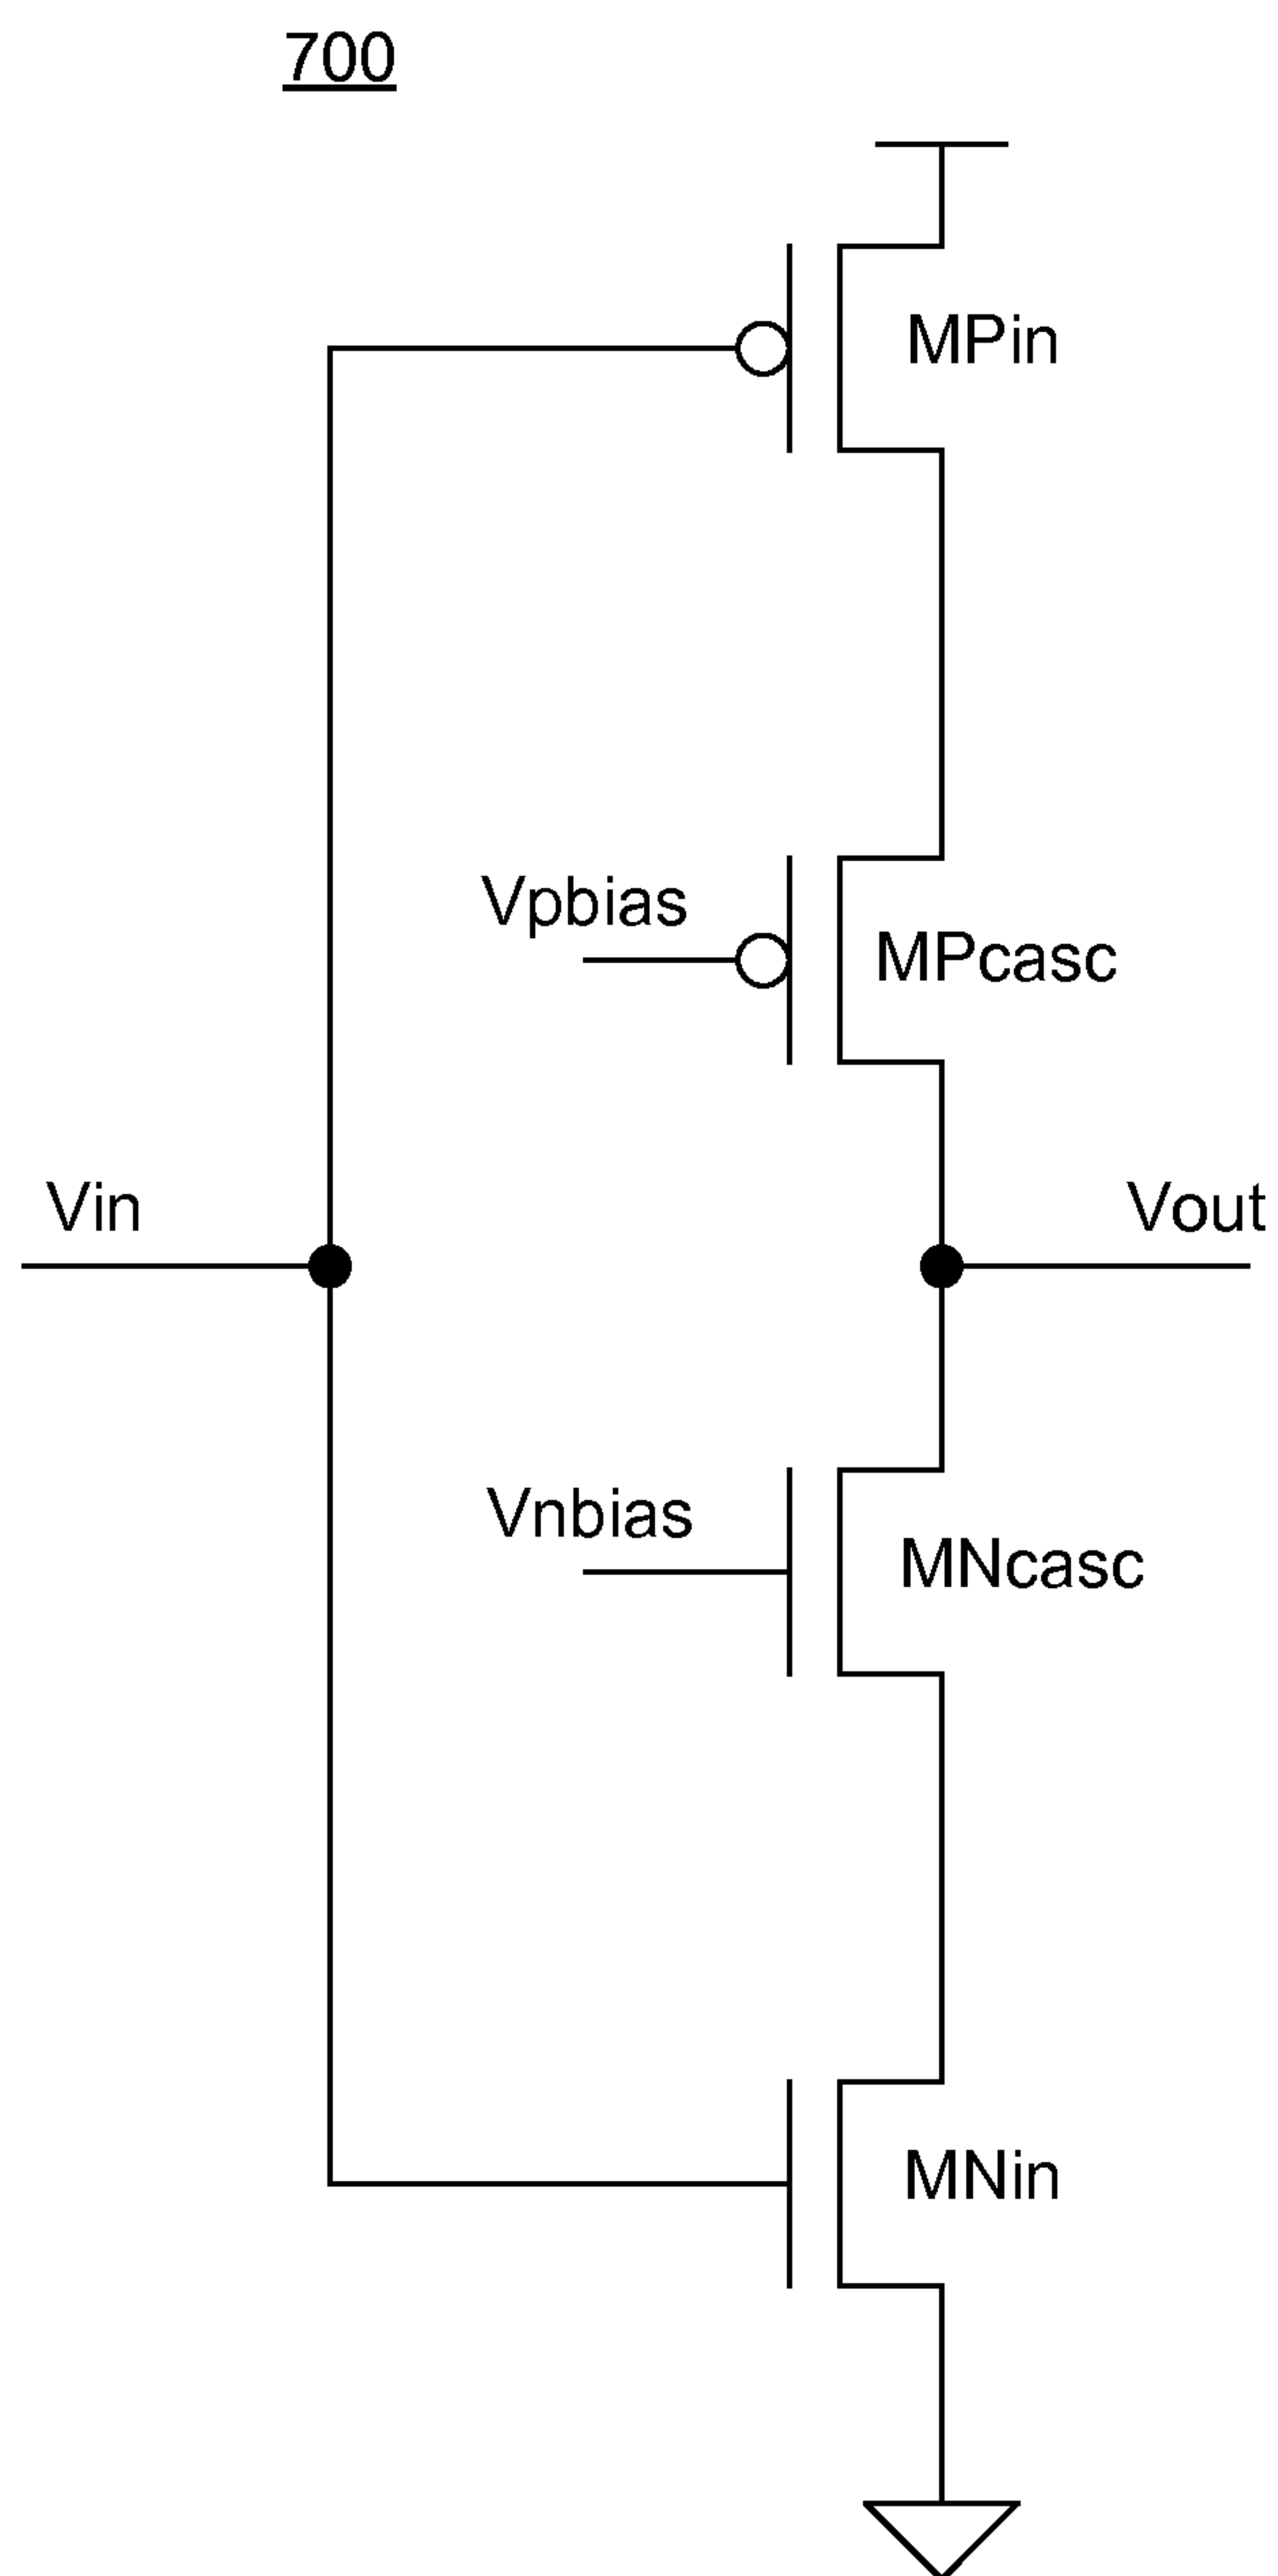 700
MPin
Vpbias
MPcasc
Vin
Vout
Vnbias
MNcasc
MNin